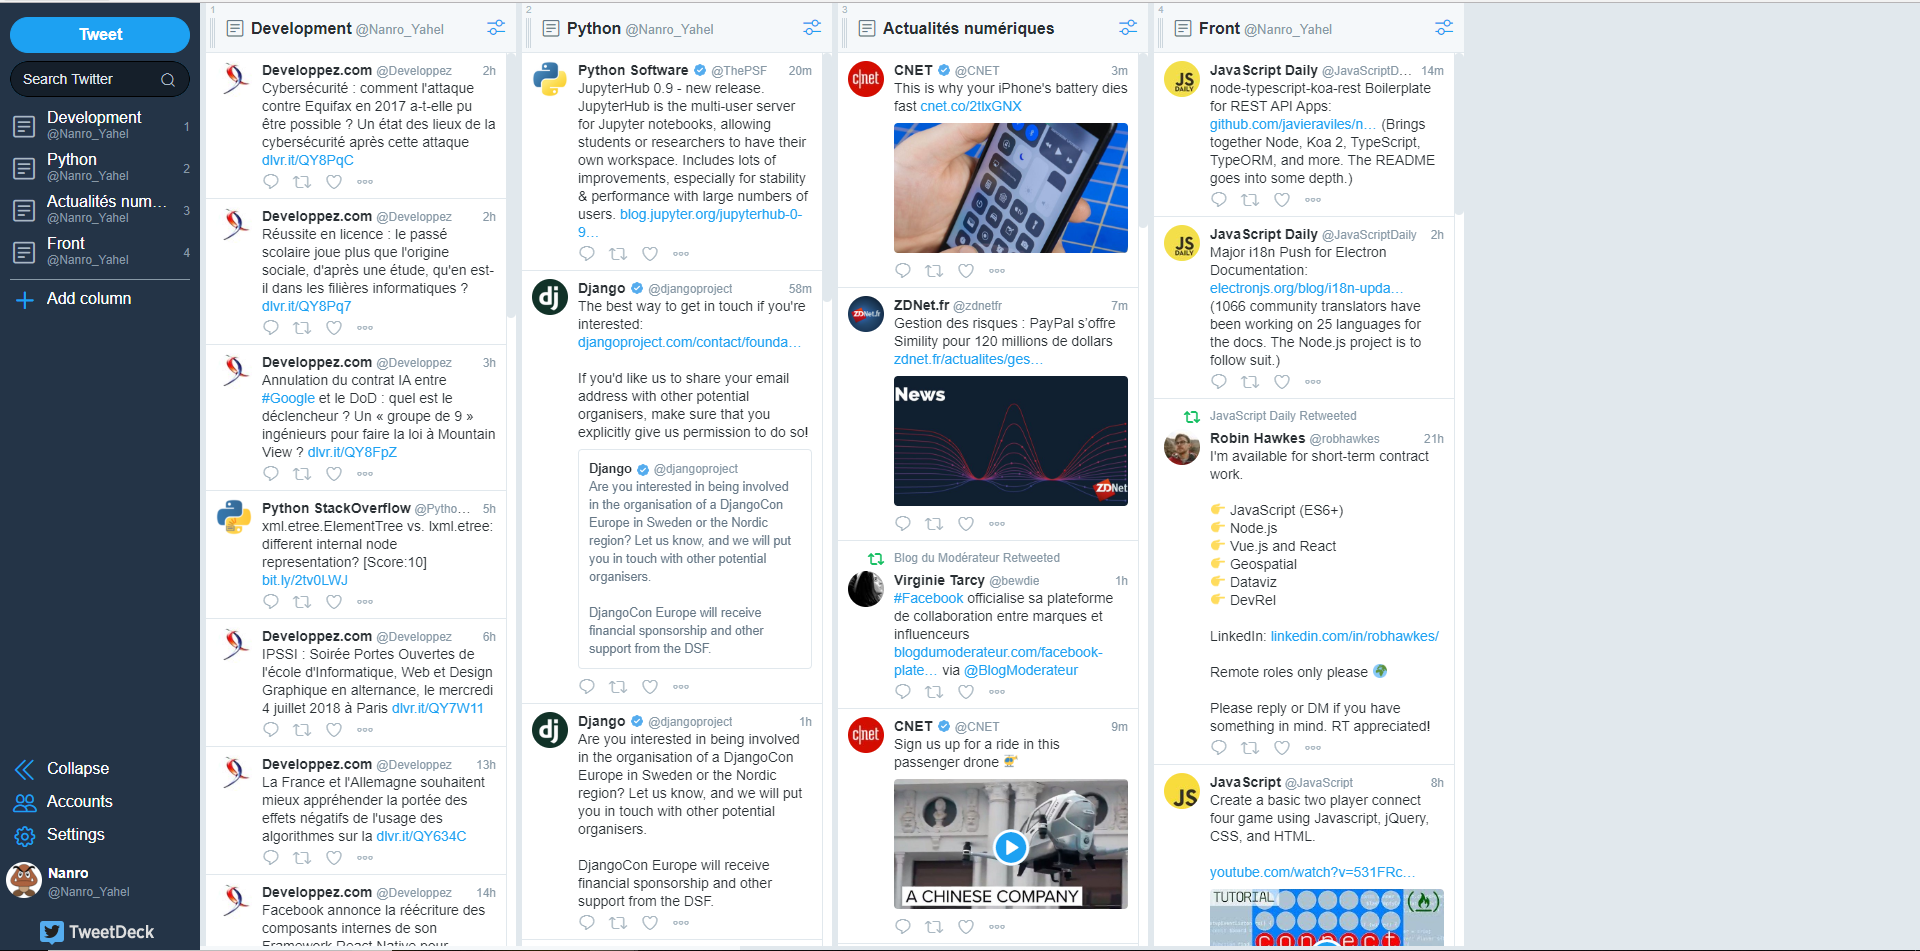 Tweet
Search Twitter
Development
@Nanro_Yahel
1
Python
@Nanro_Yahel
2
Actualités num...
@Nanro_Yahel
3
Front
@Nanro_Yahel
4
Add column
Collapse
Accounts
Settings
Nanro
@Nanro_Yahel
TweetDeck
1
Development @Nanro_Yahel
Developpez.com @Developpez 2h
Cybersécurité : comment l'attaque
contre Equifax en 2017 a-t-elle pu
être possible ? Un état des lieux de la
cybersécurité après cette attaque
dlvr.it/QY8PqC
Developpez.com @Developpez 2h
Réussite en licence : le passé
scolaire joue plus que l'origine
sociale, d'après une étude, qu'en est-
il dans les filières informatiques ?
dlvr.it/QY8Pq7
Developpez.com @Developpez 3h
Annulation du contrat IA entre
#Google et le DoD : quel est le
déclencheur ? Un « groupe de 9 »
ingénieurs pour faire la loi à Mountain
View ? dlvr.it/QY8FpZ
Python StackOverflow @Pytho... 5h
xml.etree.ElementTree vs. lxml.etree:
different internal node
representation? [Score:10]
bit.ly/2tv0LWJ
Developpez.com @Developpez 6h
IPSSI : Soirée Portes Ouvertes de
l'école d'Informatique, Web et Design
Graphique en alternance, le mercredi
4 juillet 2018 à Paris dlvr.it/QY7W11
Developpez.com @Developpez 13h
La France et l'Allemagne souhaitent
mieux appréhender la portée des
effets négatifs de l'usage des
algorithmes sur la dlvr.it/QY634C
Developpez.com @Developpez 14h
Facebook annonce la réécriture des
composants internes de son
Framework React Native pour
2
Python @Nanro_Yahel
Python Software @ThePSF 20m
JupyterHub 0.9 - new release.
JupyterHub is the multi-user server
for Jupyter notebooks, allowing
students or researchers to have their
own workspace. Includes lots of
improvements, especially for stability
& performance with large numbers of
users. blog.jupyter.org/jupyterhub-0-
9...
Django @djangoproject 58m
The best way to get in touch if you're
interested:
djangoproject.com/contact/founda...
If you'd like us to share your email
address with other potential
organisers, make sure that you
explicitly give us permission to do so!
Django @djangoproject
Are you interested in being involved
in the organisation of a DjangoCon
Europe in Sweden or the Nordic
region? Let us know, and we will put
you in touch with other potential
organisers.
DjangoCon Europe will receive
financial sponsorship and other
support from the DSF.
Django @djangoproject 1h
Are you interested in being involved
in the organisation of a DjangoCon
Europe in Sweden or the Nordic
region? Let us know, and we will put
you in touch with other potential
organisers.
DjangoCon Europe will receive
financial sponsorship and other
support from the DSF.
3
Actualités numériques
CNET @CNET 3m
This is why your iPhone's battery dies
fast cnet.co/2tlxGNX
ZDNet.fr @zdnetfr 7m
Gestion des risques : PayPal s'offre
Simility pour 120 millions de dollars
zdnet.fr/actualites/ges...
News
ZDNet
Blog du Modérateur Retweeted
Virginie Tarcy @bewdie 1h
#Facebook officialise sa plateforme
de collaboration entre marques et
influenceurs
blogdumoderateur.com/facebook-
plate... via @BlogModerateur
CNET @CNET 9m
Sign us up for a ride in this
passenger drone
A CHINESE COMPANY
4
Front @Nanro_Yahel
JavaScript Daily @JavaScriptD... 14m
node-typescript-koa-rest Boilerplate
for REST API Apps:
github.com/javieraviles/n... (Brings
together Node, Koa 2, TypeScript,
TypeORM, and more. The README
goes into some depth.)
JavaScript Daily @JavaScriptDaily 2h
Major i18n Push for Electron
Documentation:
electronjs.org/blog/i18n-upda...
(1066 community translators have
been working on 25 languages for
the docs. The Node.js project is to
follow suit.)
JavaScript Daily Retweeted
Robin Hawkes @robhawkes 21h
I'm available for short-term contract
work.
JavaScript (ES6+)
Node.js
Vue.js and React
Geospatial
Dataviz
DevRel
LinkedIn: linkedin.com/in/robhawkes/
Remote roles only please
Please reply or DM if you have
something in mind. RT appreciated!
JavaScript @JavaScript 8h
Create a basic two player connect
four game using Javascript, jQuery,
CSS, and HTML.
youtube.com/watch?v=531FRc...
TUTORIAL
connect